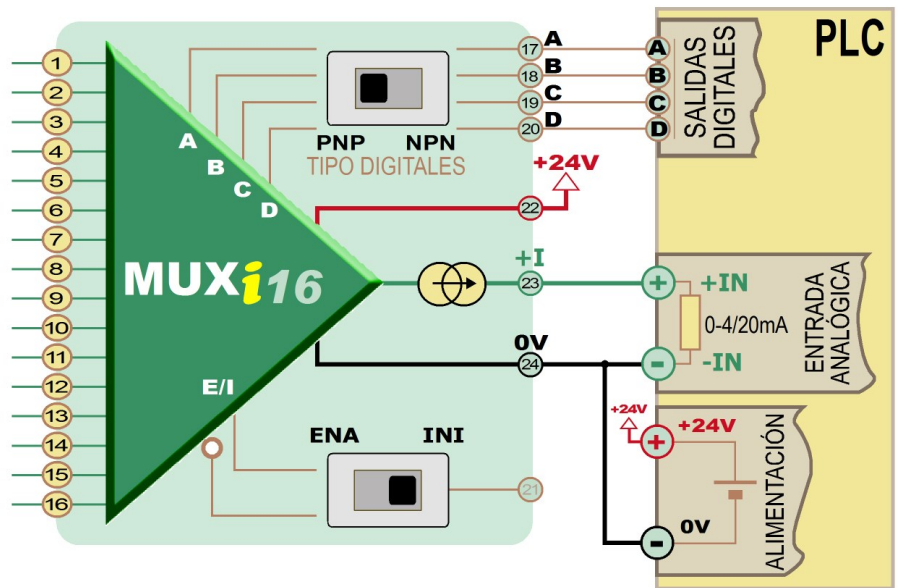 PLC
1
2
3
4
5
6
7
8
9
10
11
12
13
14
15
16
A
B
C
D
MUXi16
E/I
PNP NPN
TIPO DIGITALES
17 A
18 B
19 C
20 D
A
B
C
D
SALIDAS
DIGITALES
+24V
22
+I
23
0V
24
ENA INI
21
+ +IN
0-4/20mA
- -IN
ENTRADA
ANALÓGICA
+24V
+ +24V
- 0V
ALIMENTACIÓN